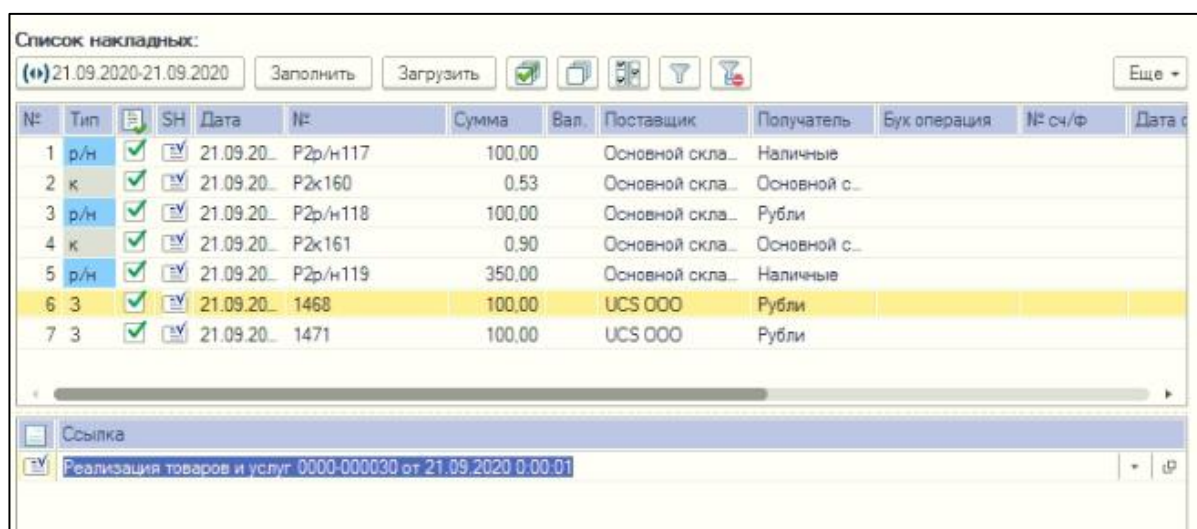 Список накладных:
21.09.2020-21.09.2020 Заполнить Загрузить Еще
№ Тип SH Дата № Сумма Вал. Поставщик Получатель Бух операция № сч/ф Дата с
1 р/н 21.09.20... Р2р/н117 100,00 Основной скла... Наличные
2 к 21.09.20... Р2к160 0,53 Основной скла... Основной с...
3 р/н 21.09.20... Р2р/н118 100,00 Основной скла... Рубли
4 к 21.09.20... Р2к161 0,90 Основной скла... Основной с...
5 р/н 21.09.20... Р2р/н119 350,00 Основной скла... Наличные
6 3 21.09.20... 1468 100,00 UCS ООО Рубли
7 3 21.09.20... 1471 100,00 UCS ООО Рубли
Ссылка
Реализация товаров и услуг 0000-000030 от 21.09.2020 0:00:01